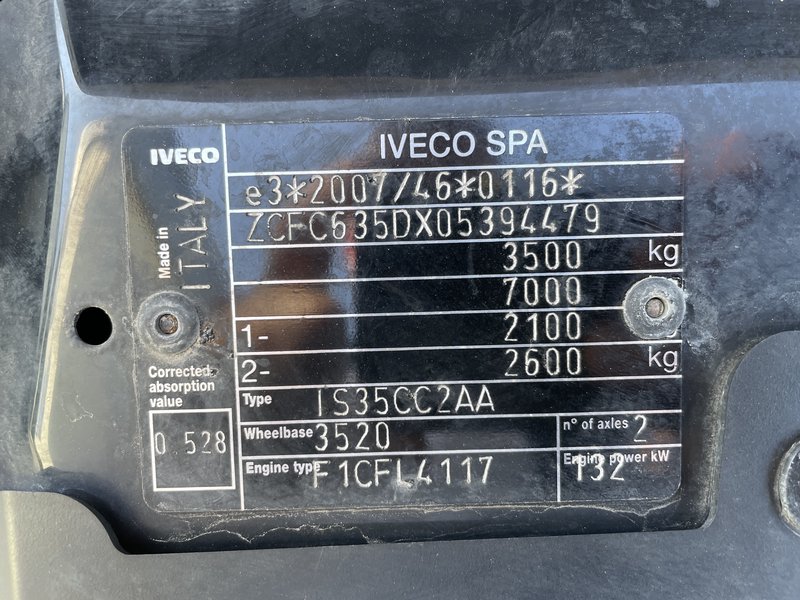 IVECO SPA
IVECO
e3*2007/46*0116*
ZCFC635DX05394479
Made in ITALY
3500 kg
7000
1- 2100
2- 2600 kg
Corrected absorption value
0.528
Type IS35CC2AA
Wheelbase 3520 n° of axles 2
Engine type F1CFL4117 Engine power kW 132